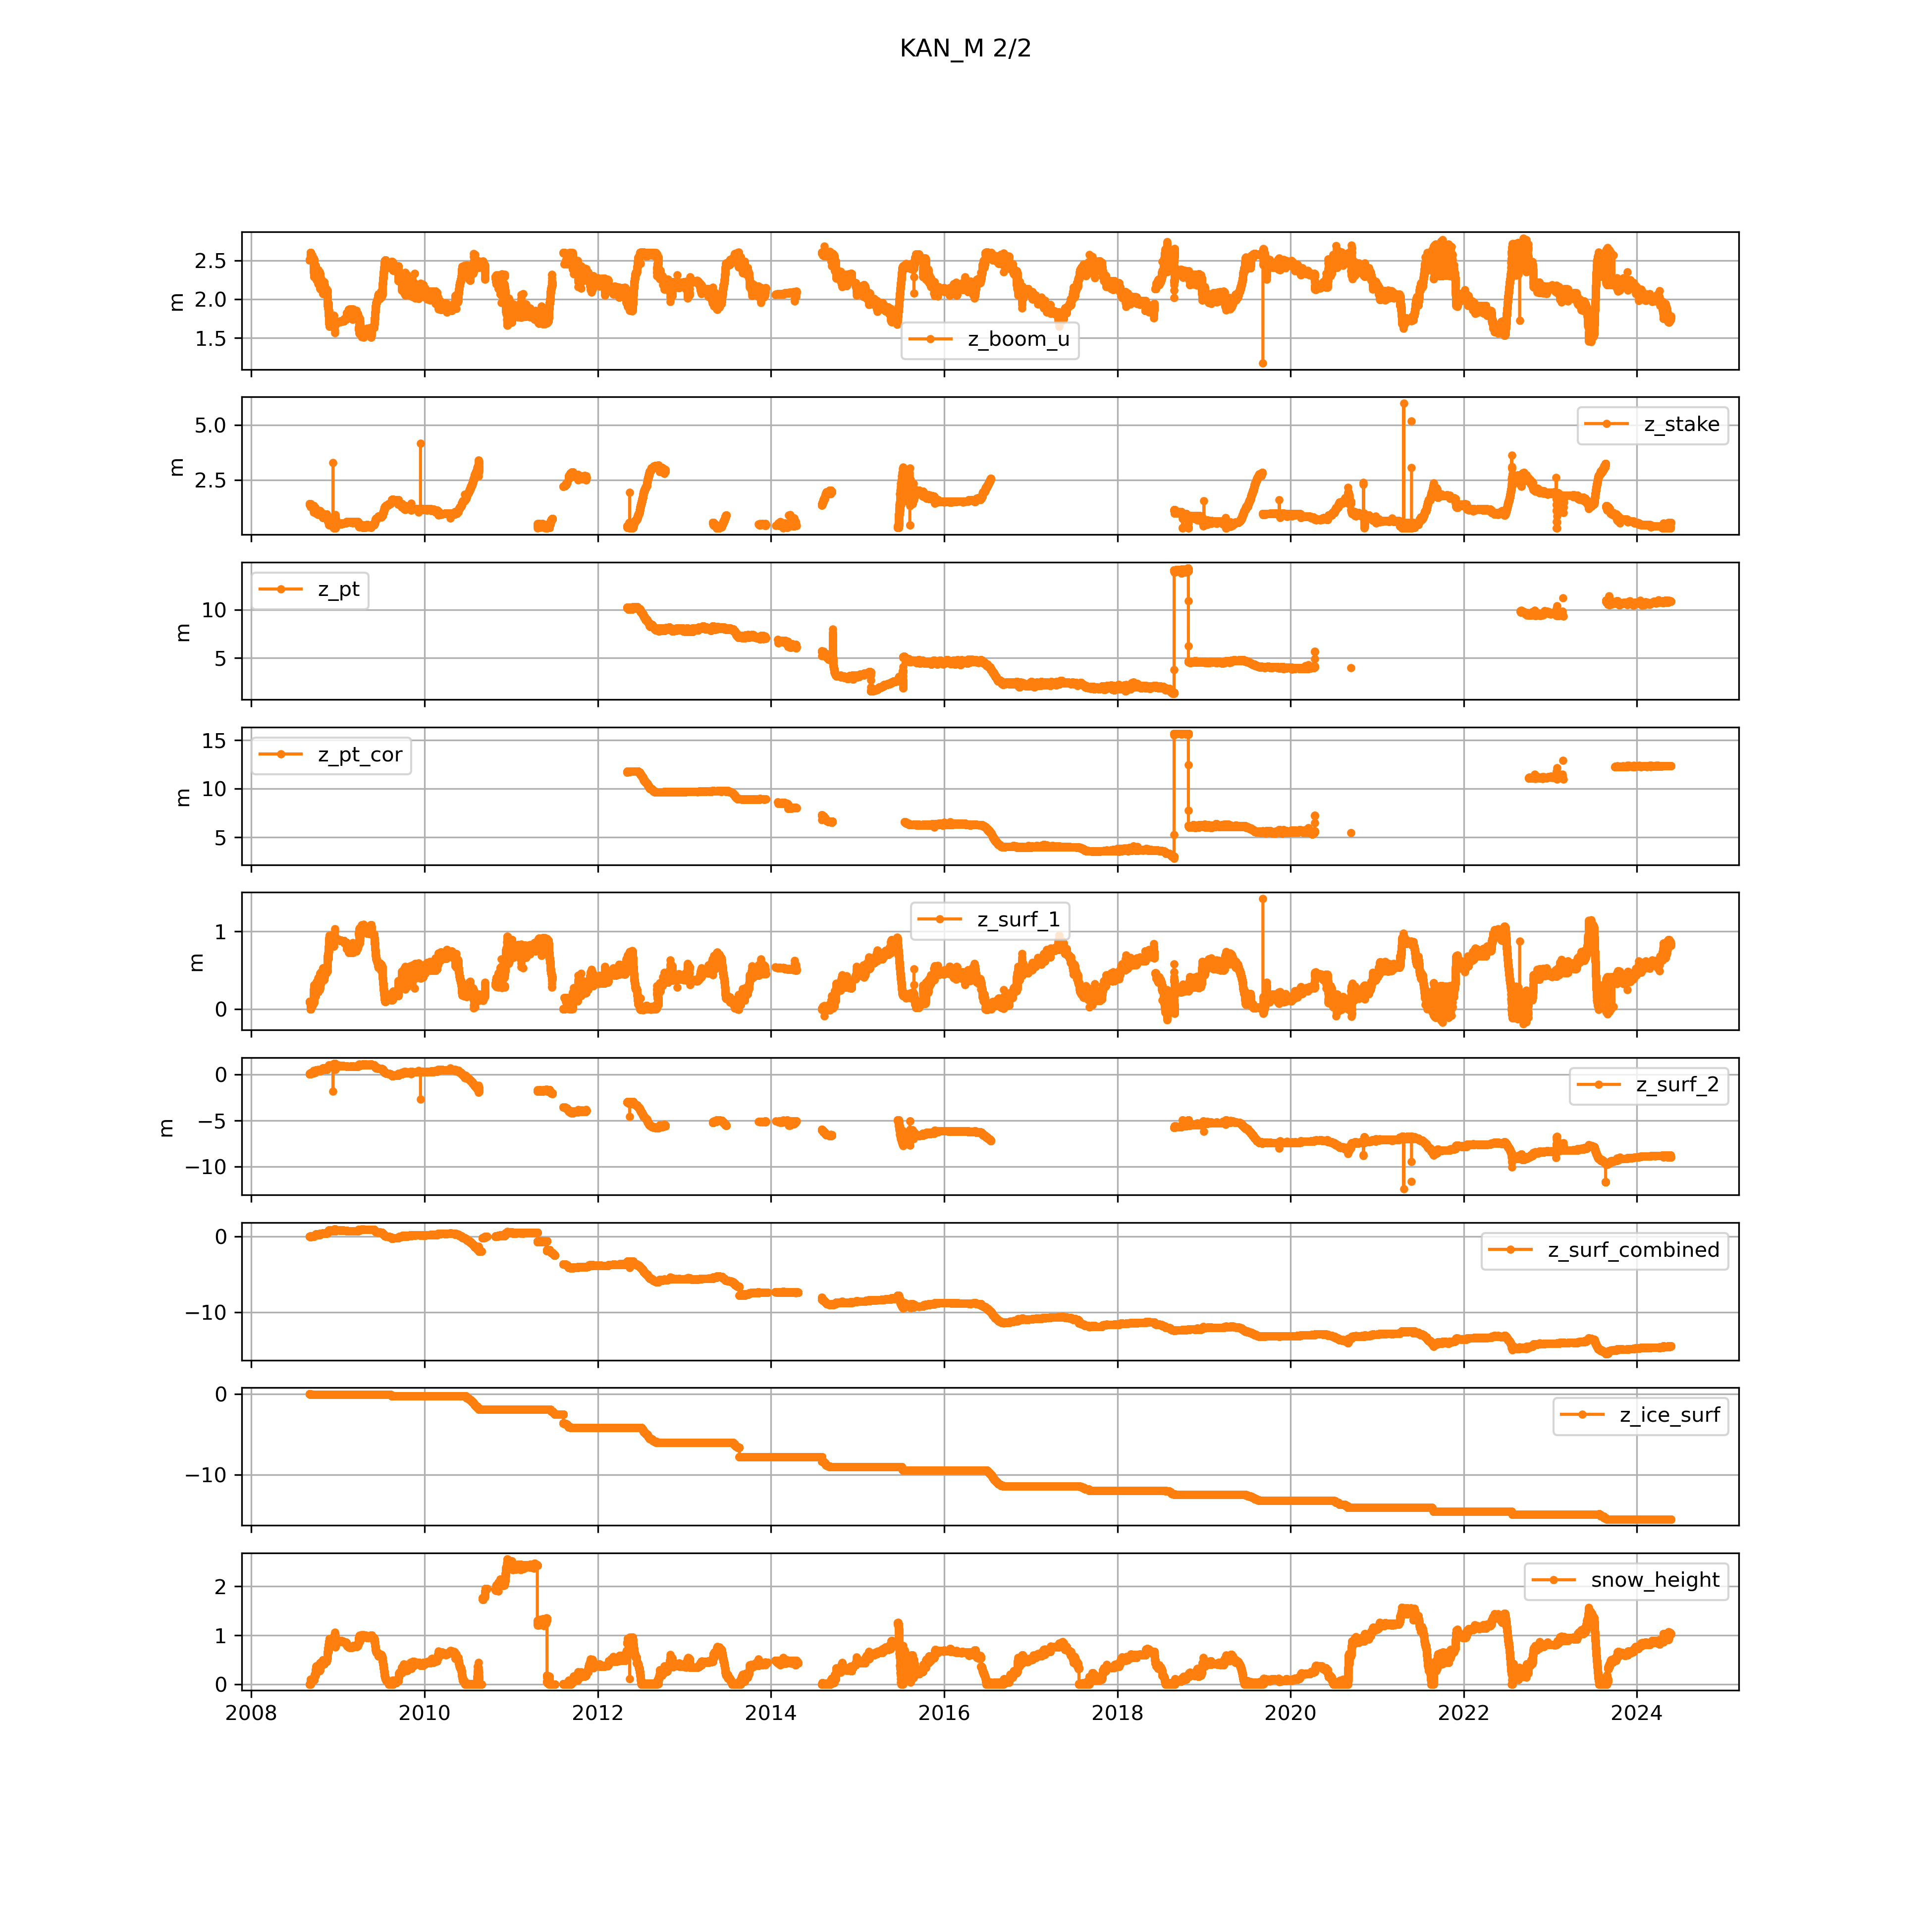 KAN_M 2/2
2.5
2.0
1.5
m
z_boom_u
5.0
2.5
m
z_stake
10
5
m
z_pt
15
10
5
m
z_pt_cor
1
0
m
z_surf_1
0
−5
−10
m
z_surf_2
0
−10
z_surf_combined
0
−10
z_ice_surf
2
1
0
snow_height
2008 2010 2012 2014 2016 2018 2020 2022 2024